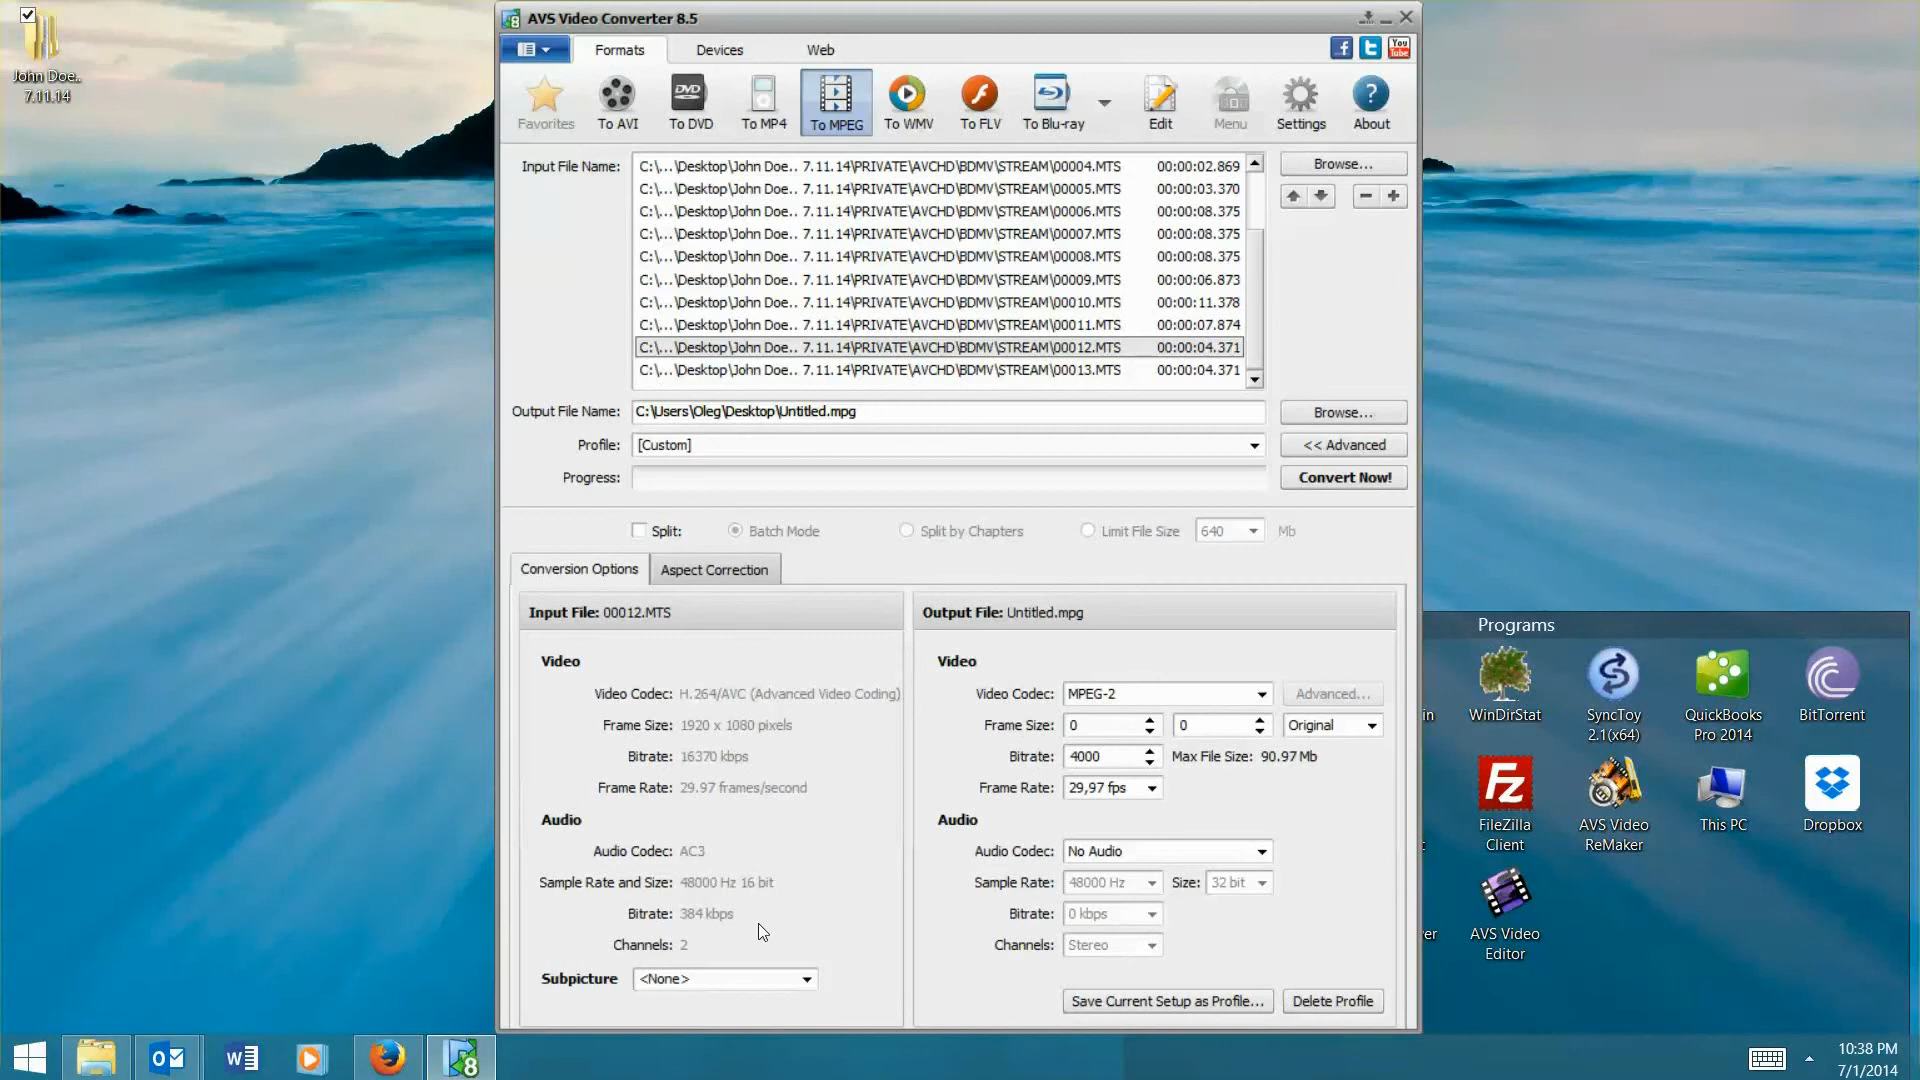 John Doe..
7.11.14
AVS Video Converter 8.5
Formats
Devices
Web
You
Tube
Favorites
To AVI
DVD
To DVD
To MP4
To MPEG
To WMV
To FLV
To Blu-ray
Edit
Menu
Settings
About
Input File Name:
C:\...\Desktop\John Doe.. 7.11.14\PRIVATE\AVCHD\BDMV\STREAM\00004.MTS 00:00:02.869
C:\...\Desktop\John Doe.. 7.11.14\PRIVATE\AVCHD\BDMV\STREAM\00005.MTS 00:00:03.370
C:\...\Desktop\John Doe.. 7.11.14\PRIVATE\AVCHD\BDMV\STREAM\00006.MTS 00:00:08.375
C:\...\Desktop\John Doe.. 7.11.14\PRIVATE\AVCHD\BDMV\STREAM\00007.MTS 00:00:08.375
C:\...\Desktop\John Doe.. 7.11.14\PRIVATE\AVCHD\BDMV\STREAM\00008.MTS 00:00:08.375
C:\...\Desktop\John Doe.. 7.11.14\PRIVATE\AVCHD\BDMV\STREAM\00009.MTS 00:00:06.873
C:\...\Desktop\John Doe.. 7.11.14\PRIVATE\AVCHD\BDMV\STREAM\00010.MTS 00:00:11.378
C:\...\Desktop\John Doe.. 7.11.14\PRIVATE\AVCHD\BDMV\STREAM\00011.MTS 00:00:07.874
C:\...\Desktop\John Doe.. 7.11.14\PRIVATE\AVCHD\BDMV\STREAM\00012.MTS 00:00:04.371
C:\...\Desktop\John Doe.. 7.11.14\PRIVATE\AVCHD\BDMV\STREAM\00013.MTS 00:00:04.371
Browse...
Output File Name: C:\Users\Oleg\Desktop\Untitled.mpg Browse...
Profile: [Custom] << Advanced
Progress: Convert Now!
Split: Batch Mode Split by Chapters Limit File Size 640 Mb
Conversion Options Aspect Correction
Input File: 00012.MTS
Video
Video Codec: H.264/AVC (Advanced Video Coding)
Frame Size: 1920 x 1080 pixels
Bitrate: 16370 kbps
Frame Rate: 29.97 frames/second
Audio
Audio Codec: AC3
Sample Rate and Size: 48000 Hz 16 bit
Bitrate: 384 kbps
Channels: 2
Subpicture <None>
Output File: Untitled.mpg
Video
Video Codec: MPEG-2 Advanced...
Frame Size: 0 0 Original
Bitrate: 4000 Max File Size: 90.97 Mb
Frame Rate: 29,97 fps
Audio
Audio Codec: No Audio
Sample Rate: 48000 Hz Size: 32 bit
Bitrate: 0 kbps
Channels: Stereo
Save Current Setup as Profile... Delete Profile
Programs
in
WinDirStat
SyncToy
2.1(x64)
QuickBooks
Pro 2014
BitTorrent
FileZilla
Client
AVS Video
ReMaker
This PC
Dropbox
er
AVS Video
Editor
10:38 PM
7/1/2014